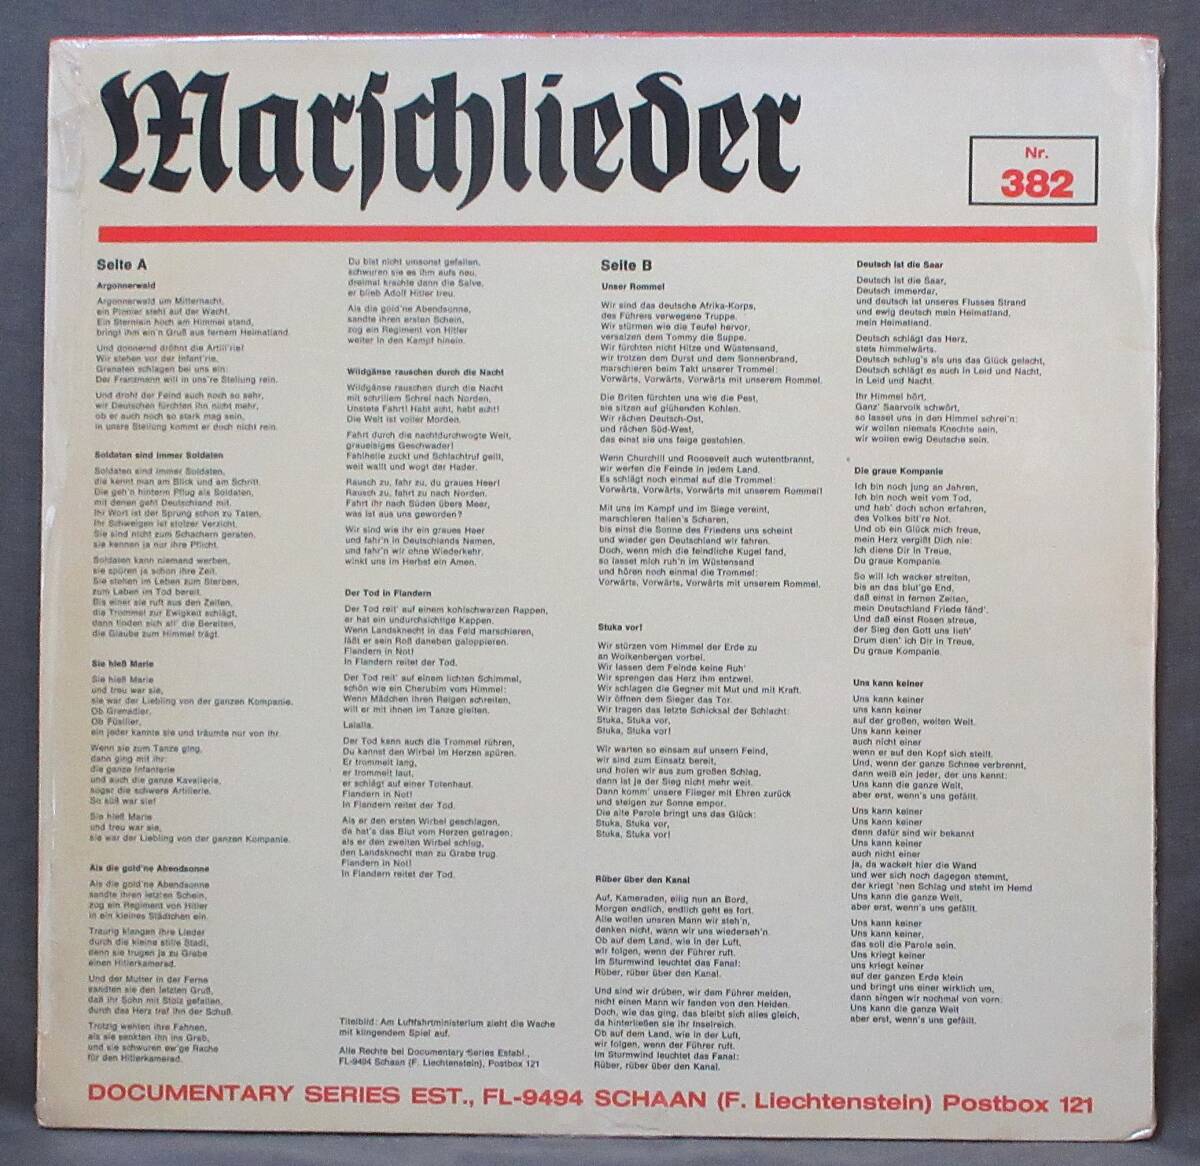 Marschlieder
Nr.
382
Seite A
Argonnerwald
Argonnerwald um Mitternacht,
ein Pionier steht auf der Wacht.
Ein Sternlein hoch am Himmel stand,
bringt ihm ein'n Gruß aus fernem Heimatland.
Und donnernd dröhnt die Artill'rie!
Wir stehen vor der Infant'rie.
Granaten schlagen bei uns ein:
Der Franzmann will in uns're Stellung rein.
Und droht der Feind auch noch so sehr,
wir Deutschen fürchten ihn nicht mehr,
ob er auch noch so stark mag sein,
in unsre Stellung kommt er doch nicht rein.
Soldaten sind immer Soldaten
Soldaten sind immer Soldaten,
die kennt man am Blick und am Schritt.
Die geh'n hinterm Pflug als Soldaten,
mit denen geht Deutschland mit.
Ihr Wort ist der Sprung schon zu Taten,
Ihr Schweigen ist stolzer Verzicht.
Sie sind nicht zum Schachern geraten,
sie kennen ja nur ihre Pflicht.
Soldaten kann niemand werben,
sie spüren ja schon ihre Zeit.
Sie stehen im Leben zum Sterben,
zum Leben im Tod bereit.
Bis einer sie ruft aus den Zeiten,
die Trommel zur Ewigkeit schlägt,
dann finden sich all' die Bereiten,
die Glaube zum Himmel trägt.
Sie hieß Marie
Sie hieß Marie
und treu war sie,
sie war der Liebling von der ganzen Kompanie.
Ob Grenadier,
Ob Füsilier,
ein jeder kannte sie und träumte nur von ihr.
Wenn sie zum Tanze ging,
dann ging mit ihr:
die ganze Infanterie
und auch die ganze Kavallerie,
sogar die schwere Artillerie.
So süß war sie!
Sie hieß Marie
und treu war sie,
sie war der Liebling von der ganzen Kompanie.
Als die gold'ne Abendsonne
Als die gold'ne Abendsonne
sandte ihren letzten Schein,
zog ein Regiment von Hitler
in ein kleines Städtchen ein.
Traurig klangen ihre Lieder
durch die kleine stille Stadt,
denn sie trugen ja zu Grabe
einen Hitlerkamerad.
Und der Mutter in der Ferne
sandten sie den letzten Gruß,
daß ihr Sohn mit Stolz gefallen,
durch das Herz traf ihn der Schuß.
Trotzig wehten ihre Fahnen,
als sie senkten ihn ins Grab,
und sie schwuren ew'ge Rache
für den Hitlerkamerad.
Du bist nicht umsonst gefallen,
schwuren sie es ihm aufs neu,
dreimal krachte dann die Salve,
er blieb Adolf Hitler treu.
Als die gold'ne Abendsonne,
sandte ihren ersten Schein,
zog ein Regiment von Hitler
weiter in den Kampf hinein.
Wildgänse rauschen durch die Nacht
Wildgänse rauschen durch die Nacht
mit schrillem Schrei nach Norden,
Unstete Fahrt! Habt acht, habt acht!
Die Welt ist voller Morden.
Fahrt durch die nachtdurchwogte Welt,
graueisiges Geschwader!
Fahlhelle zuckt und Schlachtruf gellt,
weit wallt und wogt der Hader.
Rausch zu, fahr zu, du graues Heer!
Rausch zu, fahrt zu nach Norden.
Fahrt ihr nach Süden übers Meer,
was ist aus uns geworden?
Wir sind wie ihr ein graues Heer
und fahr'n in Deutschlands Namen,
und fahr'n wir ohne Wiederkehr,
winkt uns im Herbst ein Amen.
Der Tod in Flandern
Der Tod reit' auf einem kohlschwarzen Rappen,
er hat ein undurchsichtige Kappen.
Wenn Landsknecht in das Feld marschieren,
läßt er sein Roß daneben galoppieren.
Flandern in Not!
In Flandern reitet der Tod.
Der Tod reit' auf einem lichten Schimmel,
schön wie ein Cherubim vom Himmel:
Wenn Mädchen ihren Reigen schreiten,
will er mit ihnen im Tanze gleiten.
Lalalla.
Der Tod kann auch die Trommel rühren,
Du kannst den Wirbel im Herzen spüren.
Er trommelt lang,
er trommelt laut,
er schlägt auf einer Totenhaut.
Flandern in Not!
In Flandern reitet der Tod.
Als er den ersten Wirbel geschlagen,
da hat's das Blut vom Herzen getragen;
als er den zweiten Wirbel schlug,
den Landsknecht man zu Grabe trug.
Flandern in Not!
In Flandern reitet der Tod.
Titelbild: Am Luftfahrtministerium zieht die Wache
mit klingendem Spiel auf.
Alle Rechte bei Documentary Series Establ.,
FL-9494 Schaan (F. Liechtenstein), Postbox 121
Seite B
Unser Rommel
Wir sind das deutsche Afrika-Korps,
des Führers verwegene Truppe.
Wir stürmen wie die Teufel hervor,
versalzen dem Tommy die Suppe.
Wir fürchten nicht Hitze und Wüstensand,
wir trotzen dem Durst und dem Sonnenbrand,
marschieren beim Takt unserer Trommel:
Vorwärts, Vorwärts, Vorwärts mit unserem Rommel.
Die Briten fürchten uns wie die Pest,
sie sitzen auf glühenden Kohlen.
Wir rächen Deutsch-Ost,
und rächen Süd-West,
das einst sie uns feige gestohlen.
Wenn Churchill und Roosevelt auch wutentbrannt,
wir werfen die Feinde in jedem Land.
Es schlägt noch einmal auf die Trommel:
Vorwärts, Vorwärts, Vorwärts mit unserem Rommel!
Mit uns im Kampf und im Siege vereint,
marschieren Italien's Scharen,
bis einst die Sonne des Friedens uns scheint
und wieder gen Deutschland wir fahren.
Doch, wenn mich die feindliche Kugel fand,
so lasset mich ruh'n im Wüstensand
und hören noch einmal die Trommel:
Vorwärts, Vorwärts, Vorwärts mit unserem Rommel.
Stuka vor!
Wir stürzen vom Himmel der Erde zu
an Wolkenbergen vorbei.
Wir lassen dem Feinde keine Ruh'
Wir sprengen das Herz ihm entzwei.
Wir schlagen die Gegner mit Mut und mit Kraft.
Wir öffnen dem Sieger das Tor.
Wir tragen das letzte Schicksal der Schlacht:
Stuka, Stuka vor,
Stuka, Stuka vor!
Wir warten so einsam auf unsern Feind,
wir sind zum Einsatz bereit,
und holen wir aus zum großen Schlag,
dann ist ja der Sieg nicht mehr weit.
Dann komm' unsere Flieger mit Ehren zurück
und steigen zur Sonne empor.
Die alte Parole bringt uns das Glück:
Stuka, Stuka vor,
Stuka, Stuka vor!
Rüber über den Kanal
Auf, Kameraden, eilig nun an Bord,
Morgen endlich, endlich geht es fort.
Alle wollen unsren Mann wir steh'n,
denken nicht, wann wir uns wiederseh'n.
Ob auf dem Land, wie in der Luft,
wir folgen, wenn der Führer ruft.
Im Sturmwind leuchtet das Fanal:
Rüber, rüber über den Kanal.
Und sind wir drüben, wir dem Führer melden,
nicht einen Mann wir fanden von den Helden.
Doch, wie das ging, das bleibt sich alles gleich,
da hinterließen sie ihr Inselreich.
Ob auf dem Land, wie in der Luft,
wir folgen, wenn der Führer ruft.
Im Sturmwind leuchtet das Fanal:
Rüber, rüber über den Kanal.
Deutsch ist die Saar
Deutsch ist die Saar,
Deutsch immerdar,
und deutsch ist unseres Flusses Strand
und ewig deutsch mein Heimatland,
mein Heimatland.
Deutsch schlägt das Herz,
stets himmelwärts.
Deutsch schlug's als uns das Glück gelacht,
Deutsch schlägt es auch in Leid und Nacht,
in Leid und Nacht.
Ihr Himmel hört,
Ganz' Saarvolk schwört,
so lasset uns in den Himmel schrei'n:
wir wollen niemals Knechte sein,
wir wollen ewig Deutsche sein.
Die graue Kompanie
Ich bin noch jung an Jahren,
Ich bin noch weit vom Tod,
und hab' doch schon erfahren,
des Volkes bitt're Not.
Und ob ein Glück mich freue,
mein Herz vergißt Dich nie:
Ich diene Dir in Treue,
Du graue Kompanie.
So will ich wacker streiten,
bis an das blut'ge End,
daß einst in fernen Zeiten,
mein Deutschland Friede fänd'.
Und daß einst Rosen streue,
der Sieg den Gott uns lieh'
Drum dien' ich Dir in Treue,
Du graue Kompanie.
Uns kann keiner
Uns kann keiner
uns kann keiner
auf der großen, weiten Welt.
Uns kann keiner
auch nicht einer
wenn er auf den Kopf sich stellt.
Und, wenn der ganze Schnee verbrennt,
dann weiß ein jeder, der uns kennt:
Uns kann die ganze Welt,
aber erst, wenn's uns gefällt.
Uns kann keiner
Uns kann keiner
denn dafür sind wir bekannt
Uns kann keiner
auch nicht einer
Ja, da wackelt hier die Wand
und wer sich noch dagegen stemmt,
der kriegt 'nen Schlag und steht im Hemd
Uns kann die ganze Welt,
aber erst, wenn's uns gefällt.
Uns kann keiner
Uns kann keiner,
das soll die Parole sein.
Uns kriegt keiner
uns kriegt keiner
auf der ganzen Erde klein
und bringt uns einer wirklich um,
dann singen wir nochmal von vorn:
Uns kann die ganze Welt
aber erst, wenn's uns gefällt.
DOCUMENTARY SERIES EST., FL-9494 SCHAAN (F. Liechtenstein) Postbox 121